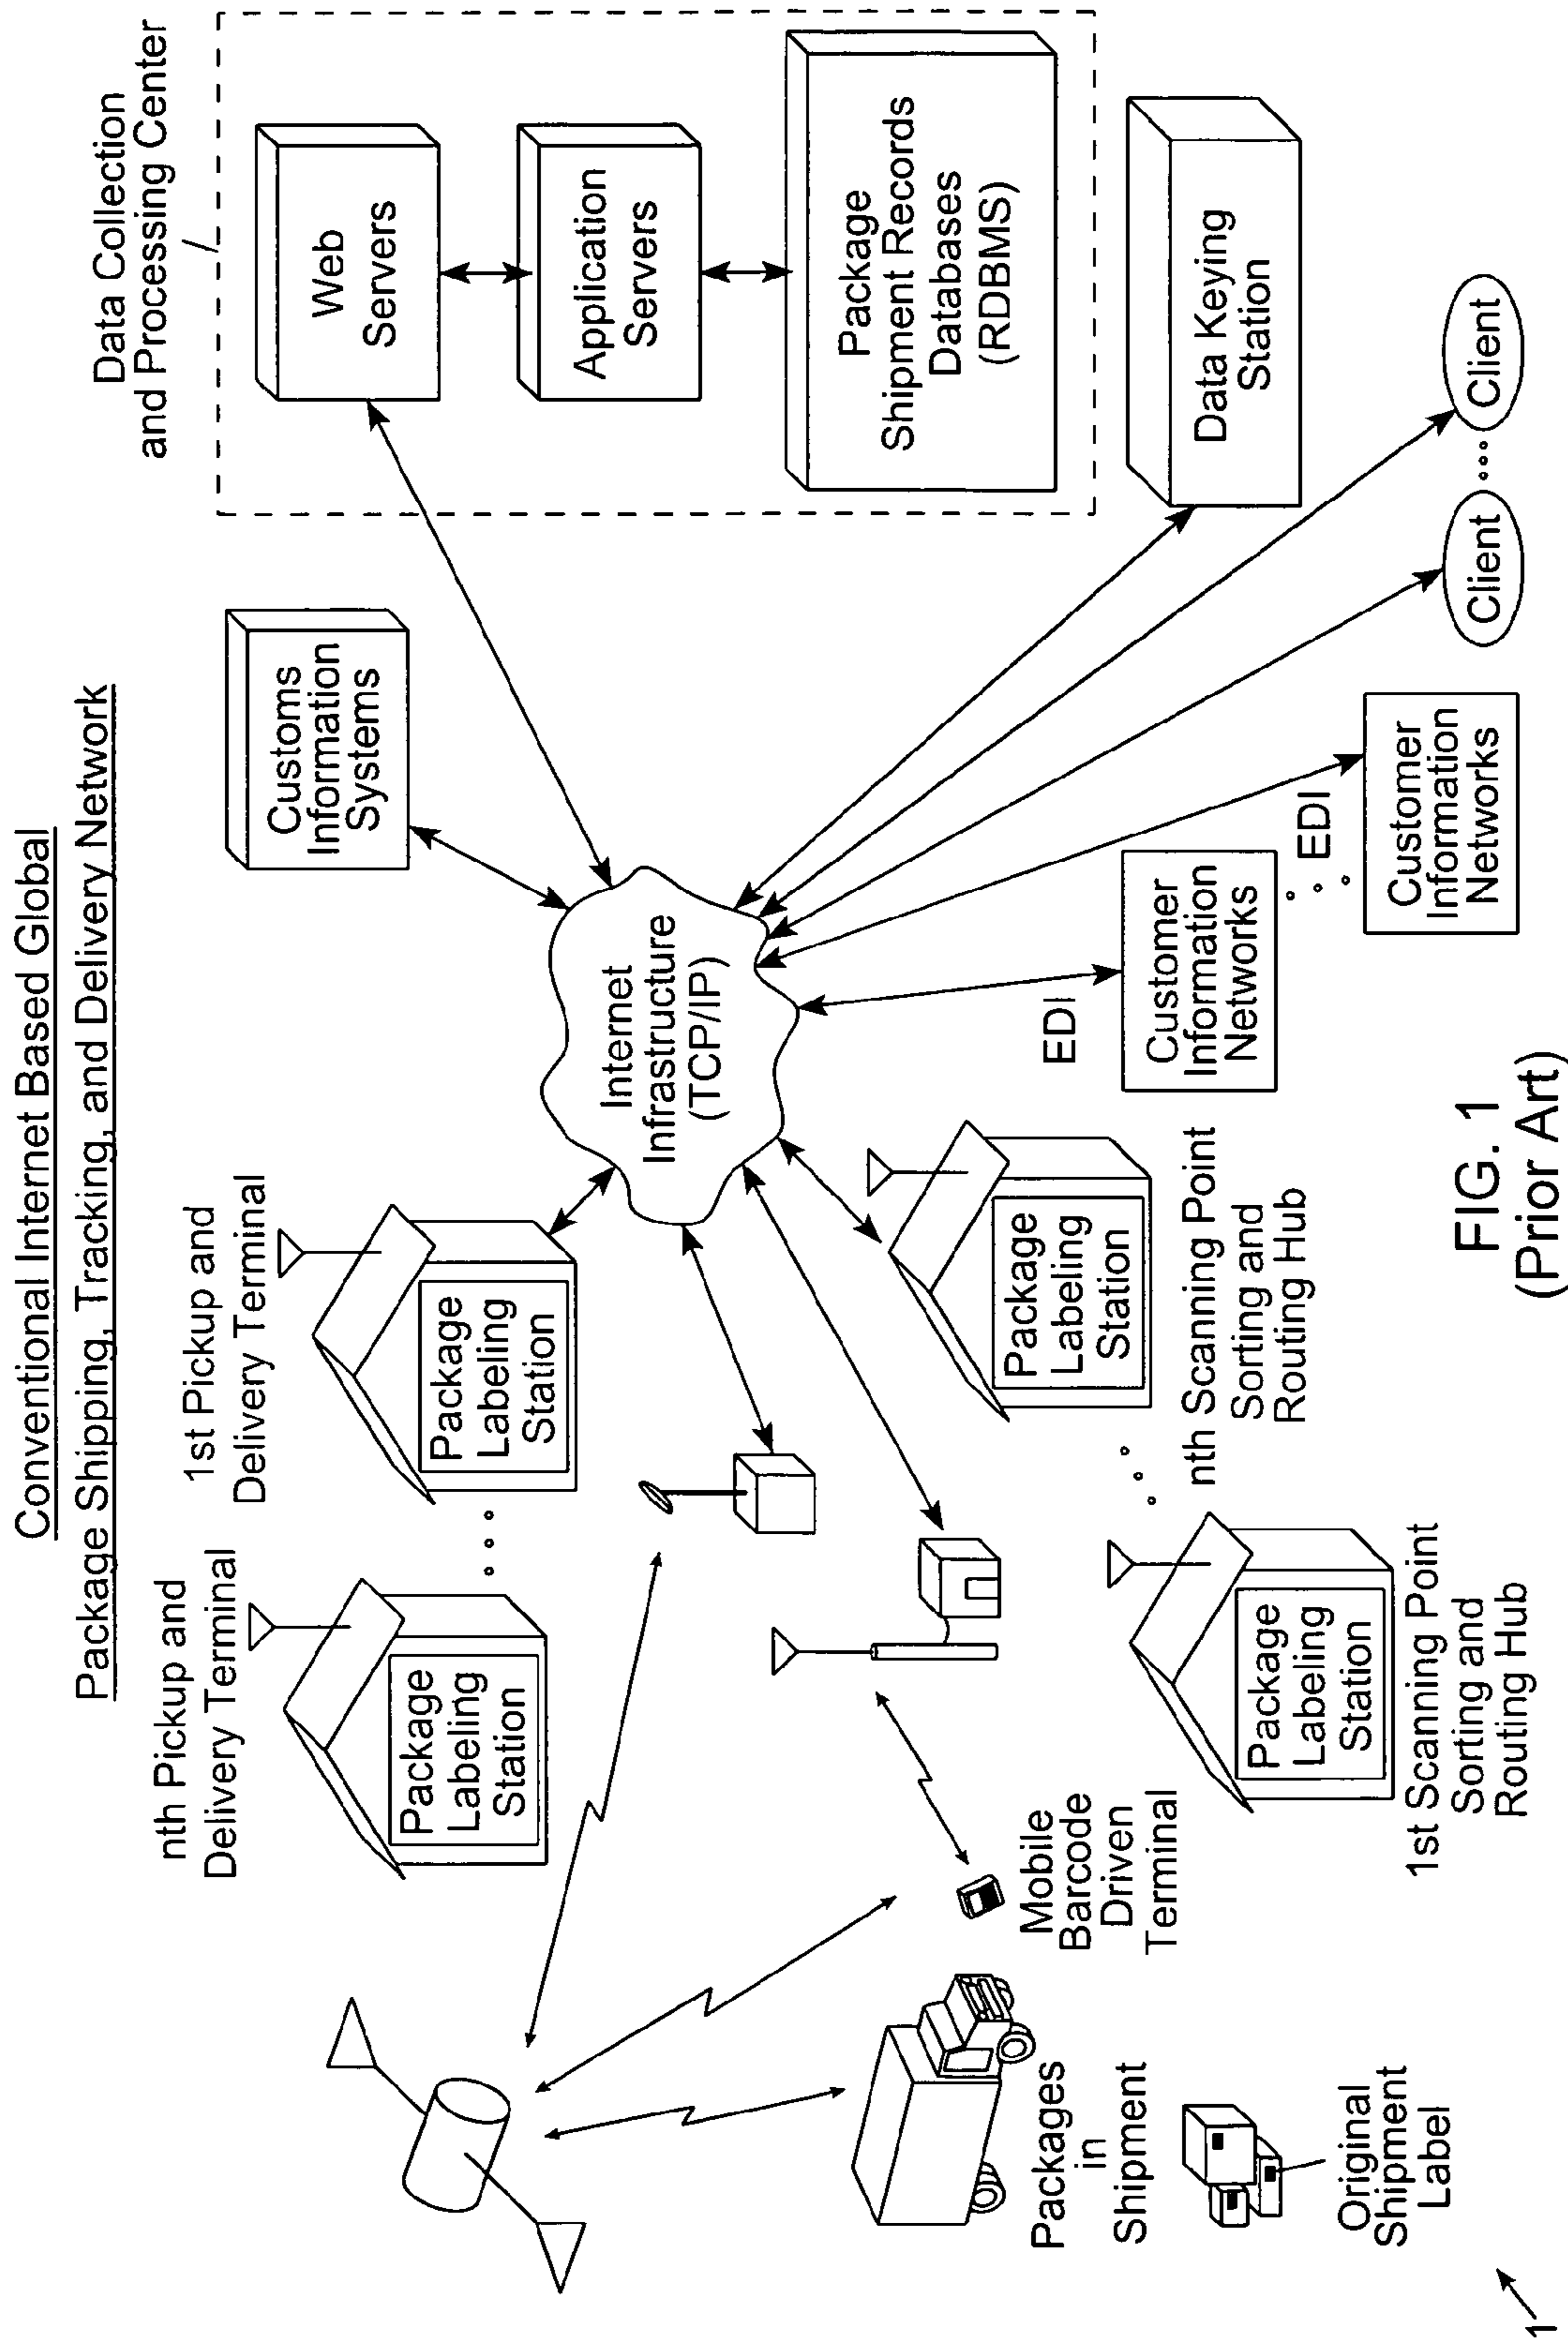 Conventional Internet Based Global
Package Shipping, Tracking, and Delivery Network
nth Pickup and
Delivery Terminal
Package
Labeling
Station
1st Pickup and
Delivery Terminal
Package
Labeling
Station
Customs
Information
Systems
Data Collection
and Processing Center
Web
Servers
Application
Servers
Package
Shipment Records
Databases
(RDBMS)
Internet
Infrastructure
(TCP/IP)
Packages
in
Shipment
Original
Shipment
Label
Mobile
Barcode
Driven
Terminal
Package
Labeling
Station
1st Scanning Point
Sorting and
Routing Hub
Package
Labeling
Station
nth Scanning Point
Sorting and
Routing Hub
EDI
Customer
Information
Networks
EDI
Customer
Information
Networks
Data Keying
Station
Client
Client
1
FIG. 1
(Prior Art)